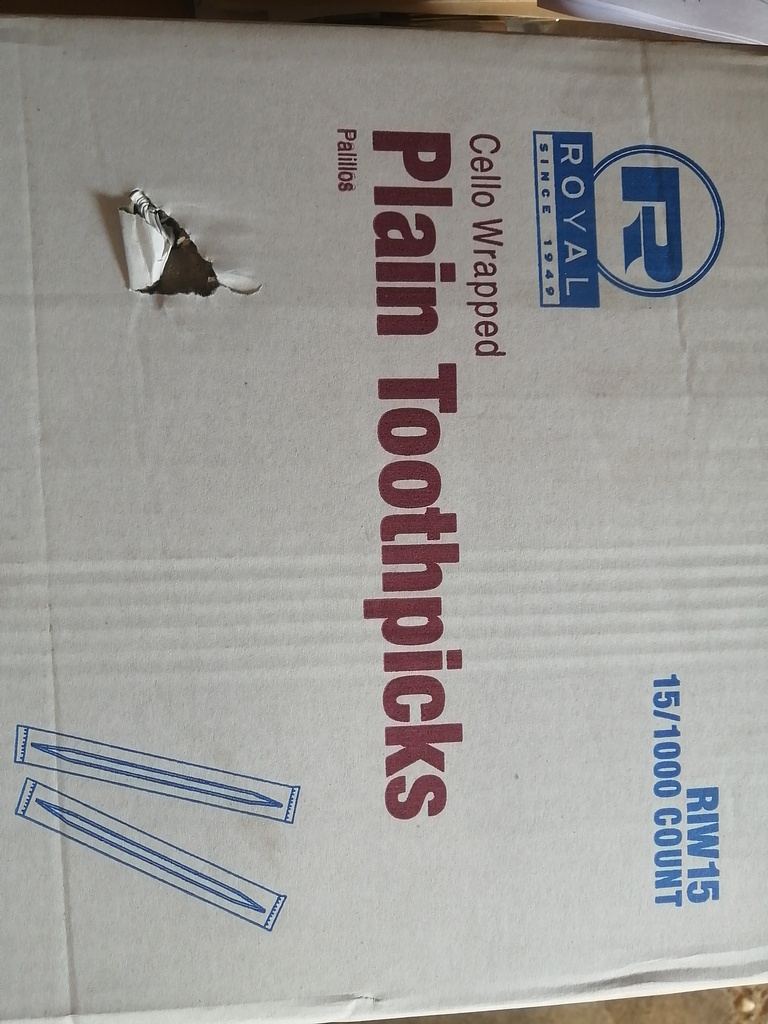 R
ROYAL
SINCE 1949
RIW15
15/1000 COUNT
Cello Wrapped
Plain Toothpicks
Palillos